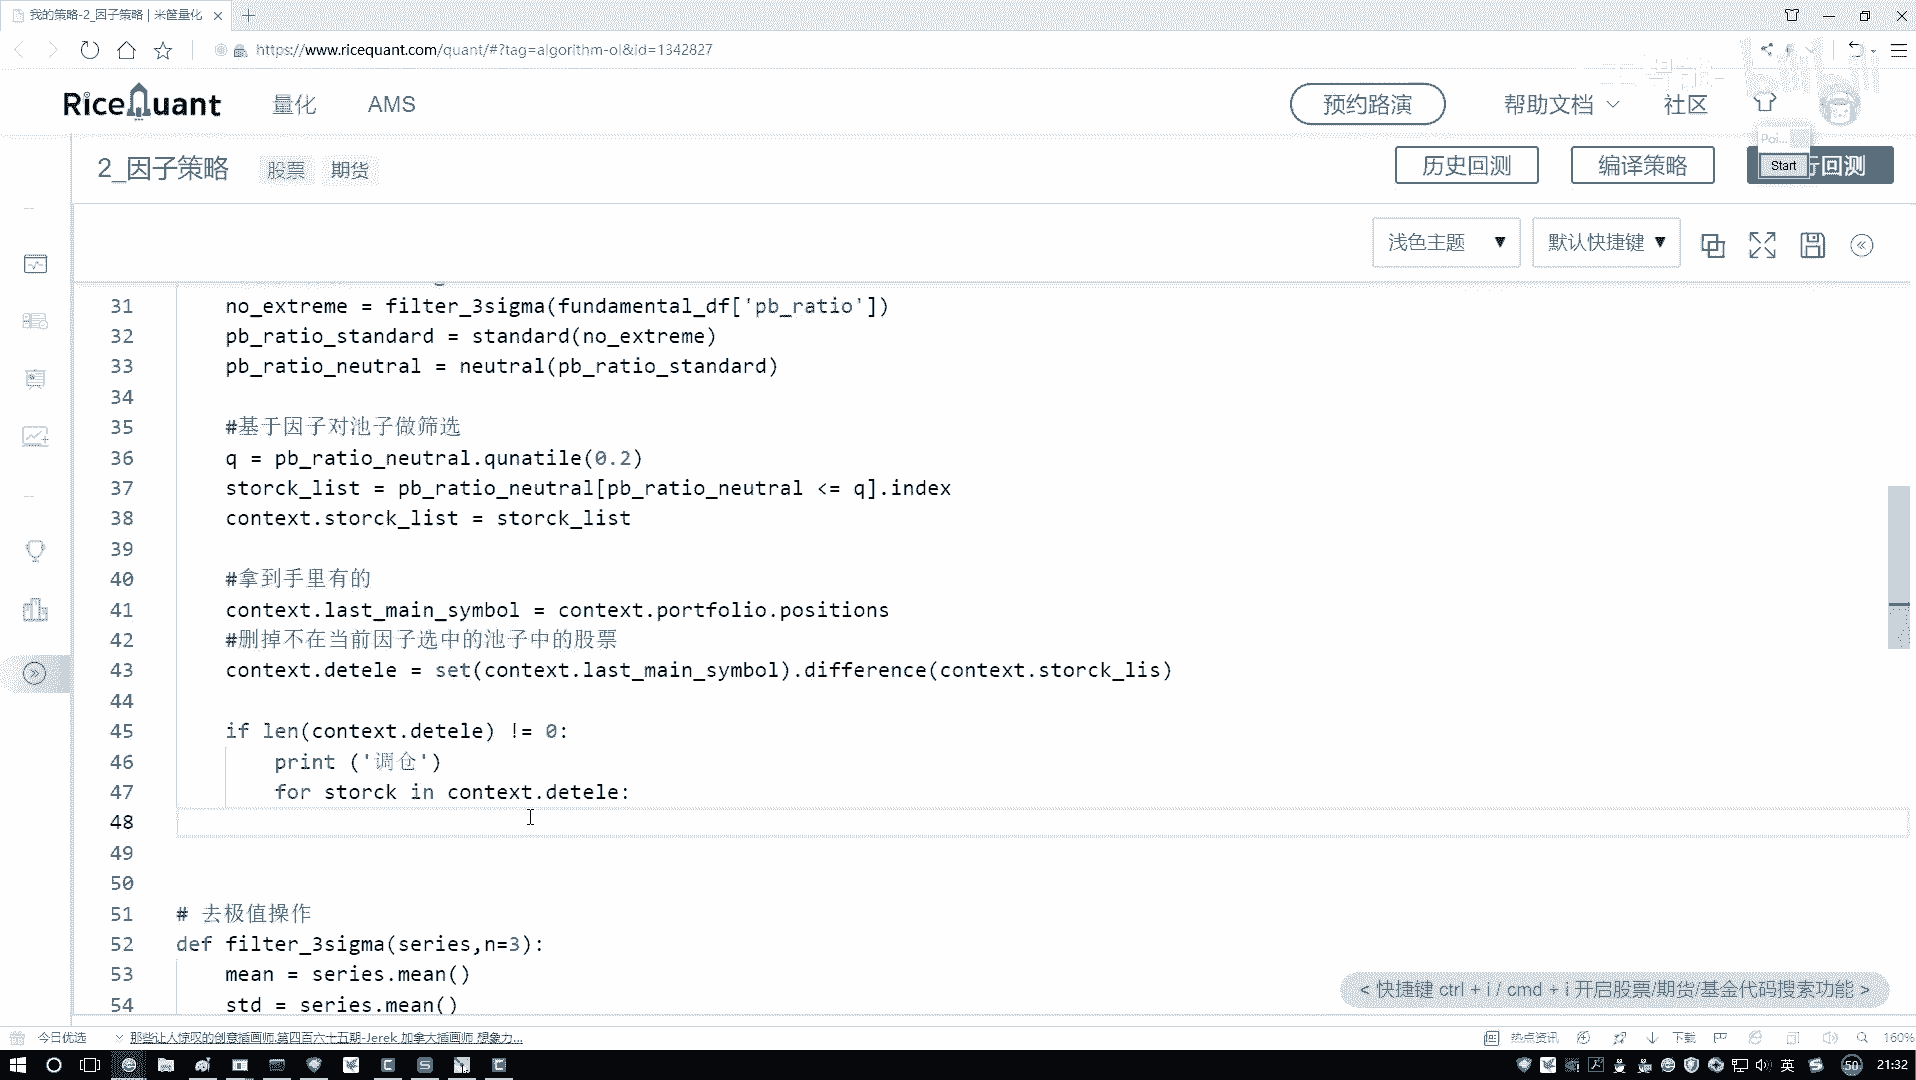 我的策略-2_因子策略 | 米筐量化
https://www.ricequant.com/quant/#?tag=algorithm-ol&id=1342827
RiceQuant 量化 AMS 预约路演 帮助文档 社区
Poi...
2_因子策略 股票 期货 历史回测 编译策略 Start 行回测
浅色主题 ▼ 默认快捷键 ▼
31 no_extreme = filter_3sigma(fundamental_df['pb_ratio'])
32 pb_ratio_standard = standard(no_extreme)
33 pb_ratio_neutral = neutral(pb_ratio_standard)
34
35 #基于因子对池子做筛选
36 q = pb_ratio_neutral.qunatile(0.2)
37 storck_list = pb_ratio_neutral[pb_ratio_neutral <= q].index
38 context.storck_list = storck_list
39
40 #拿到手里有的
41 context.last_main_symbol = context.portfolio.positions
42 #删掉不在当前因子选中的池子中的股票
43 context.detele = set(context.last_main_symbol).difference(context.storck_lis)
44
45 if len(context.detele) != 0:
46 print ('调仓')
47 for storck in context.detele:
48
49
50
51 # 去极值操作
52 def filter_3sigma(series,n=3):
53 mean = series.mean()
54 std = series.mean()
< 快捷键 ctrl + i / cmd + i 开启股票/期货/基金代码搜索功能 >
今日优选 那些让人惊叹的创意插画师.第四百六十五期-Jerek 加拿大插画师 想象力... 热点资讯 下载 160%
英 50 21:32